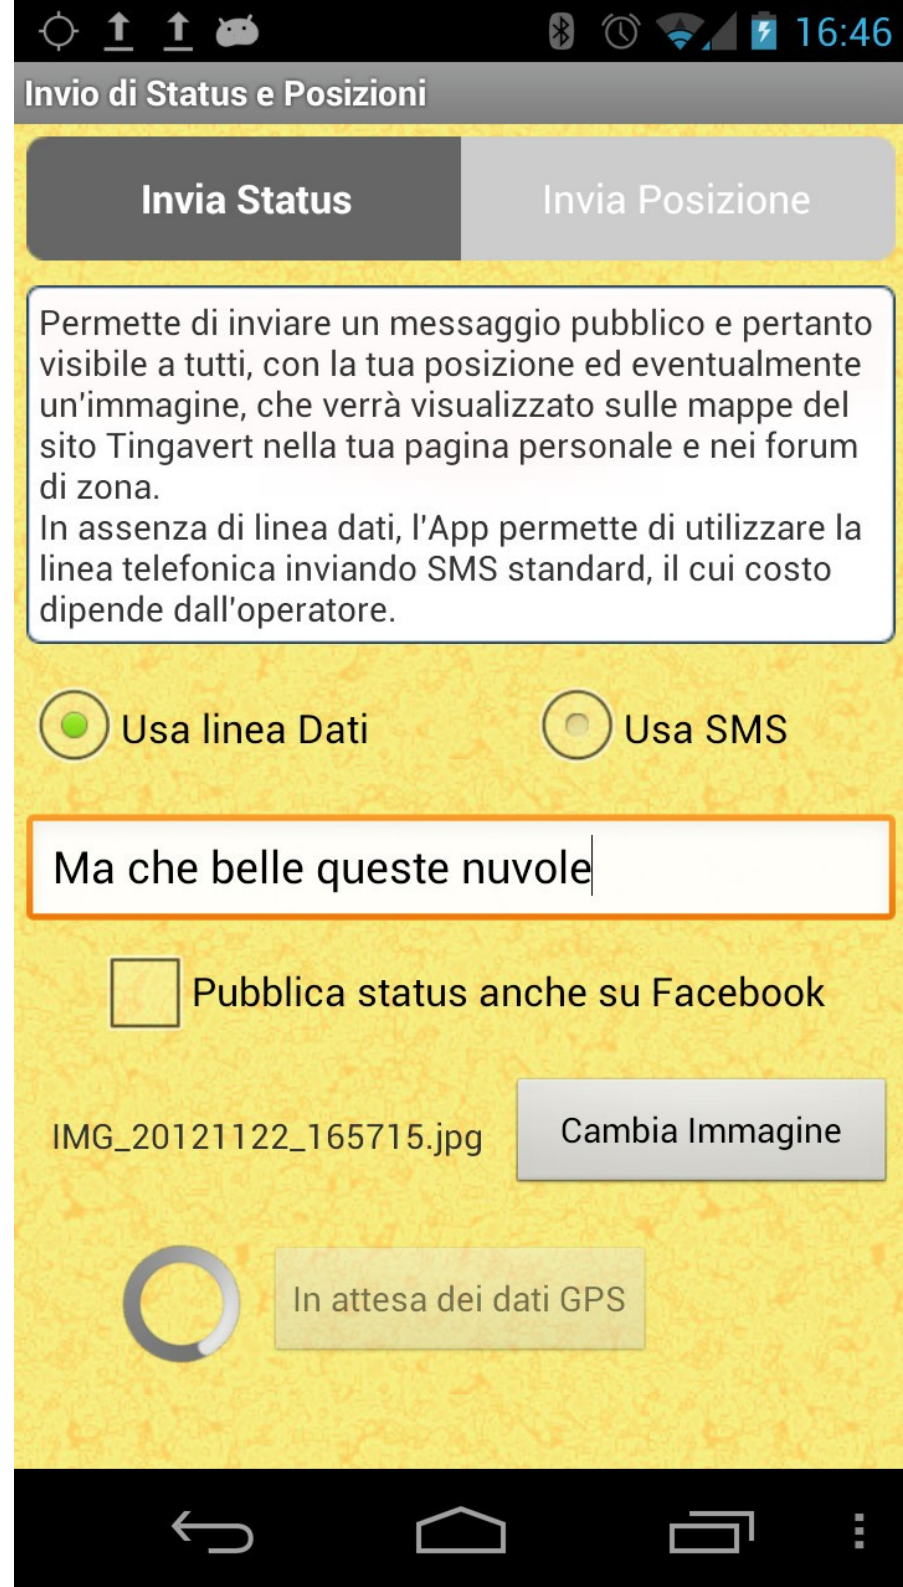 16:46
Invio di Status e Posizioni
Invia Status
Invia Posizione
Permette di inviare un messaggio pubblico e pertanto
visibile a tutti, con la tua posizione ed eventualmente
un'immagine, che verrà visualizzato sulle mappe del
sito Tingavert nella tua pagina personale e nei forum
di zona.
In assenza di linea dati, l'App permette di utilizzare la
linea telefonica inviando SMS standard, il cui costo
dipende dall'operatore.
Usa linea Dati
Usa SMS
Ma che belle queste nuvole
Pubblica status anche su Facebook
IMG_20121122_165715.jpg
Cambia Immagine
In attesa dei dati GPS